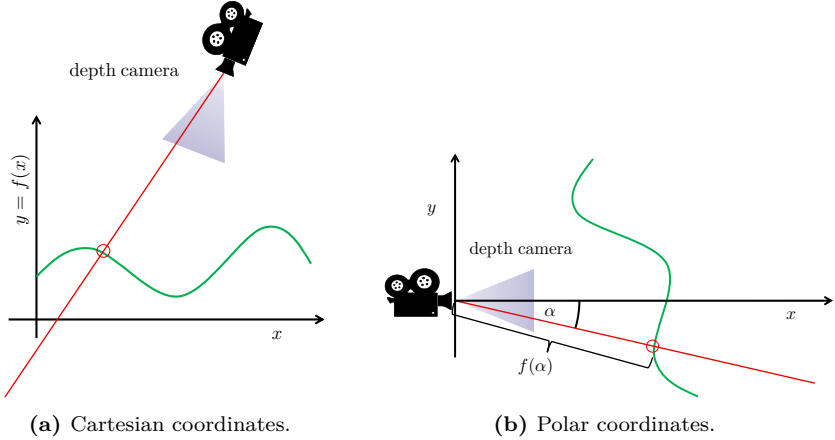 depth camera
y = f(x)
x
(a) Cartesian coordinates.
y
depth camera
α
x
f(α)
(b) Polar coordinates.